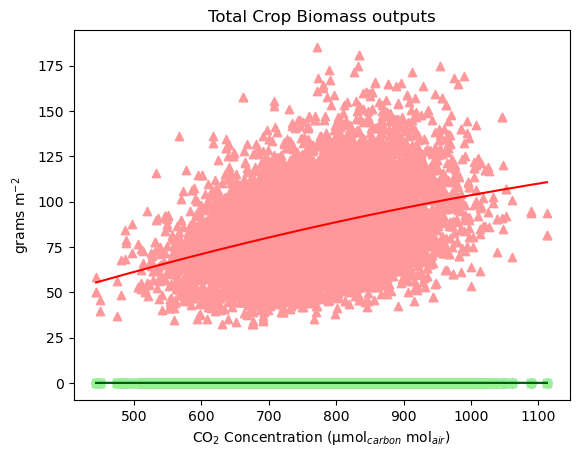 Total Crop Biomass outputs
grams m⁻²
175
150
125
100
75
50
25
0
500 600 700 800 900 1000 1100
CO₂ Concentration (μmol_carbon mol_air)